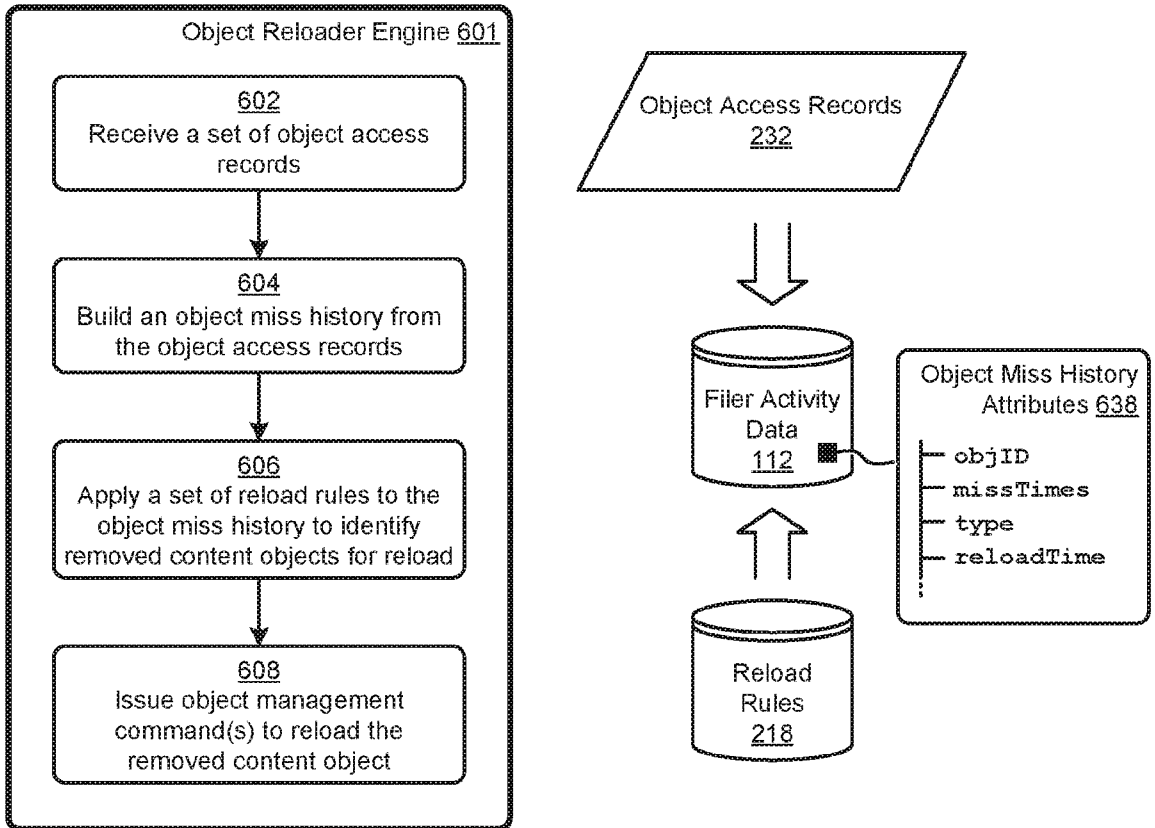 Object Reloader Engine 601
602
Receive a set of object access
records
604
Build an object miss history from
the object access records
606
Apply a set of reload rules to the
object miss history to identify
removed content objects for reload
608
Issue object management
command(s) to reload the
removed content object
Object Access Records
232
Filer Activity
Data
112
Object Miss History
Attributes 638
objID
missTimes
type
reloadTime
Reload
Rules
218